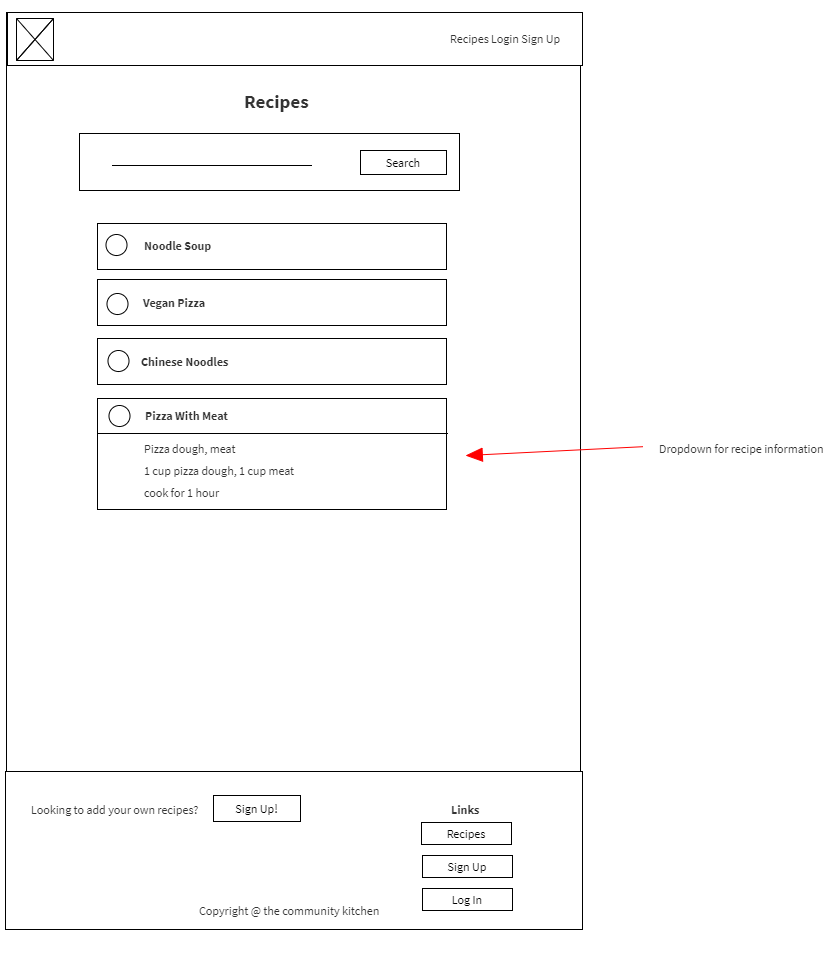 Recipes Login Sign Up
Recipes
Search
Noodle Soup
Vegan Pizza
Chinese Noodles
Pizza With Meat
Pizza dough, meat
1 cup pizza dough, 1 cup meat
cook for 1 hour
Dropdown for recipe information
Looking to add your own recipes?
Sign Up!
Links
Recipes
Sign Up
Log In
Copyright @ the community kitchen